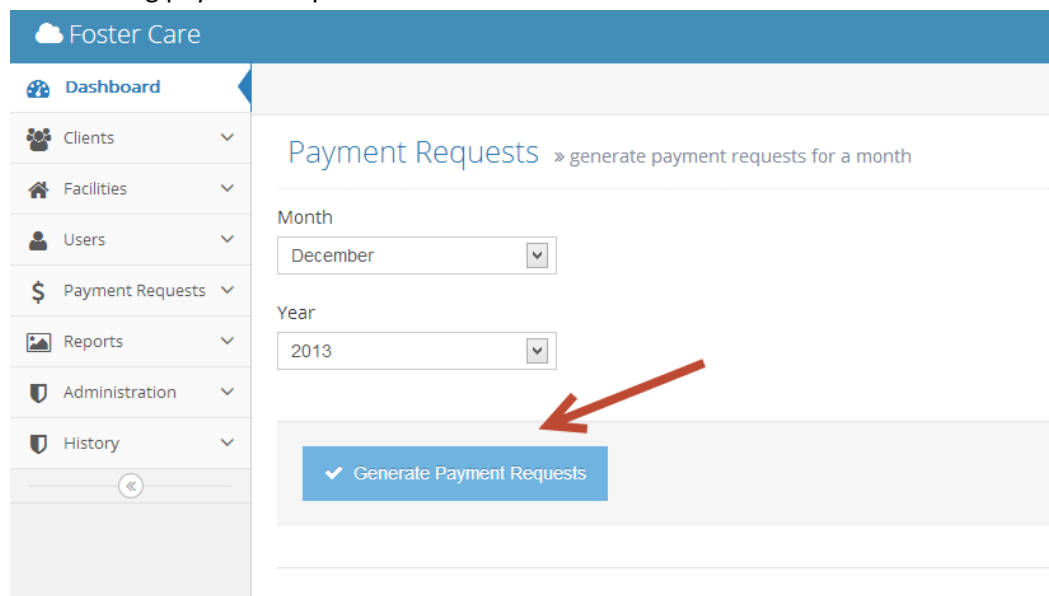 Foster Care
Dashboard
Clients
Facilities
Users
$ Payment Requests
Reports
Administration
History
Payment Requests » generate payment requests for a month
Month
December
Year
2013
Generate Payment Requests